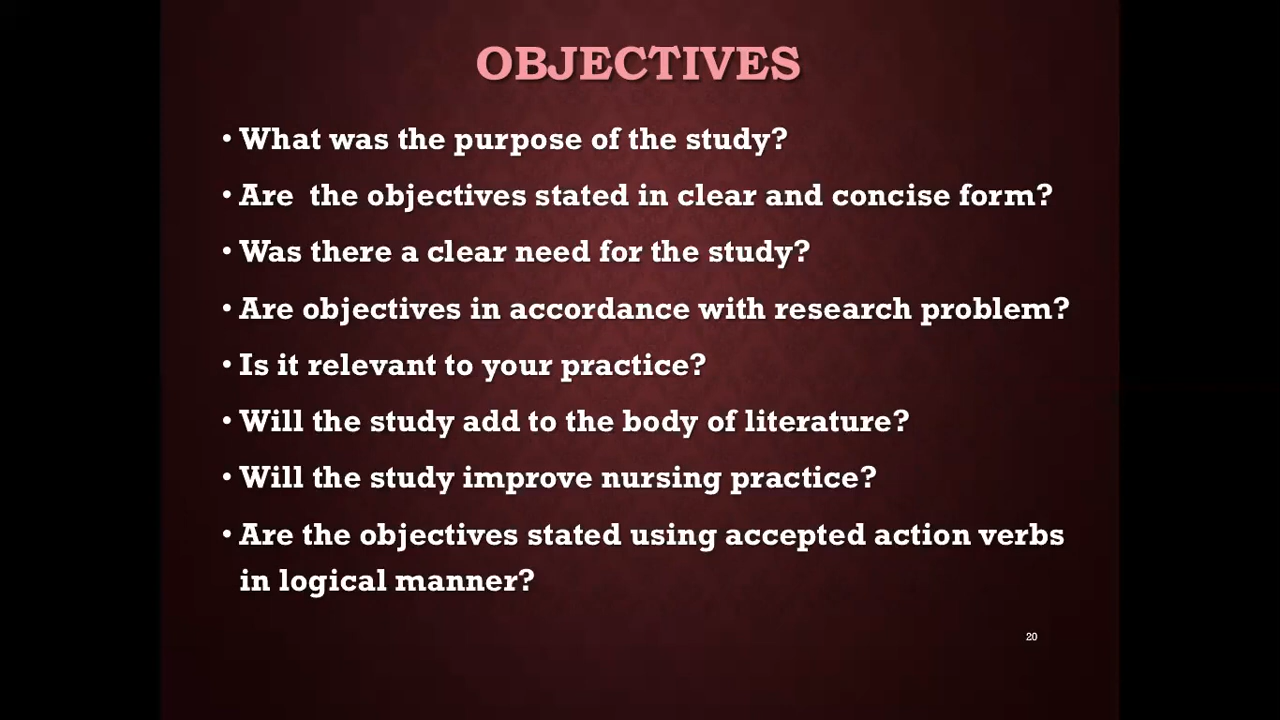 OBJECTIVES
• What was the purpose of the study?
• Are  the objectives stated in clear and concise form?
• Was there a clear need for the study?
• Are objectives in accordance with research problem?
• Is it relevant to your practice?
• Will the study add to the body of literature?
• Will the study improve nursing practice?
• Are the objectives stated using accepted action verbs
in logical manner?
20